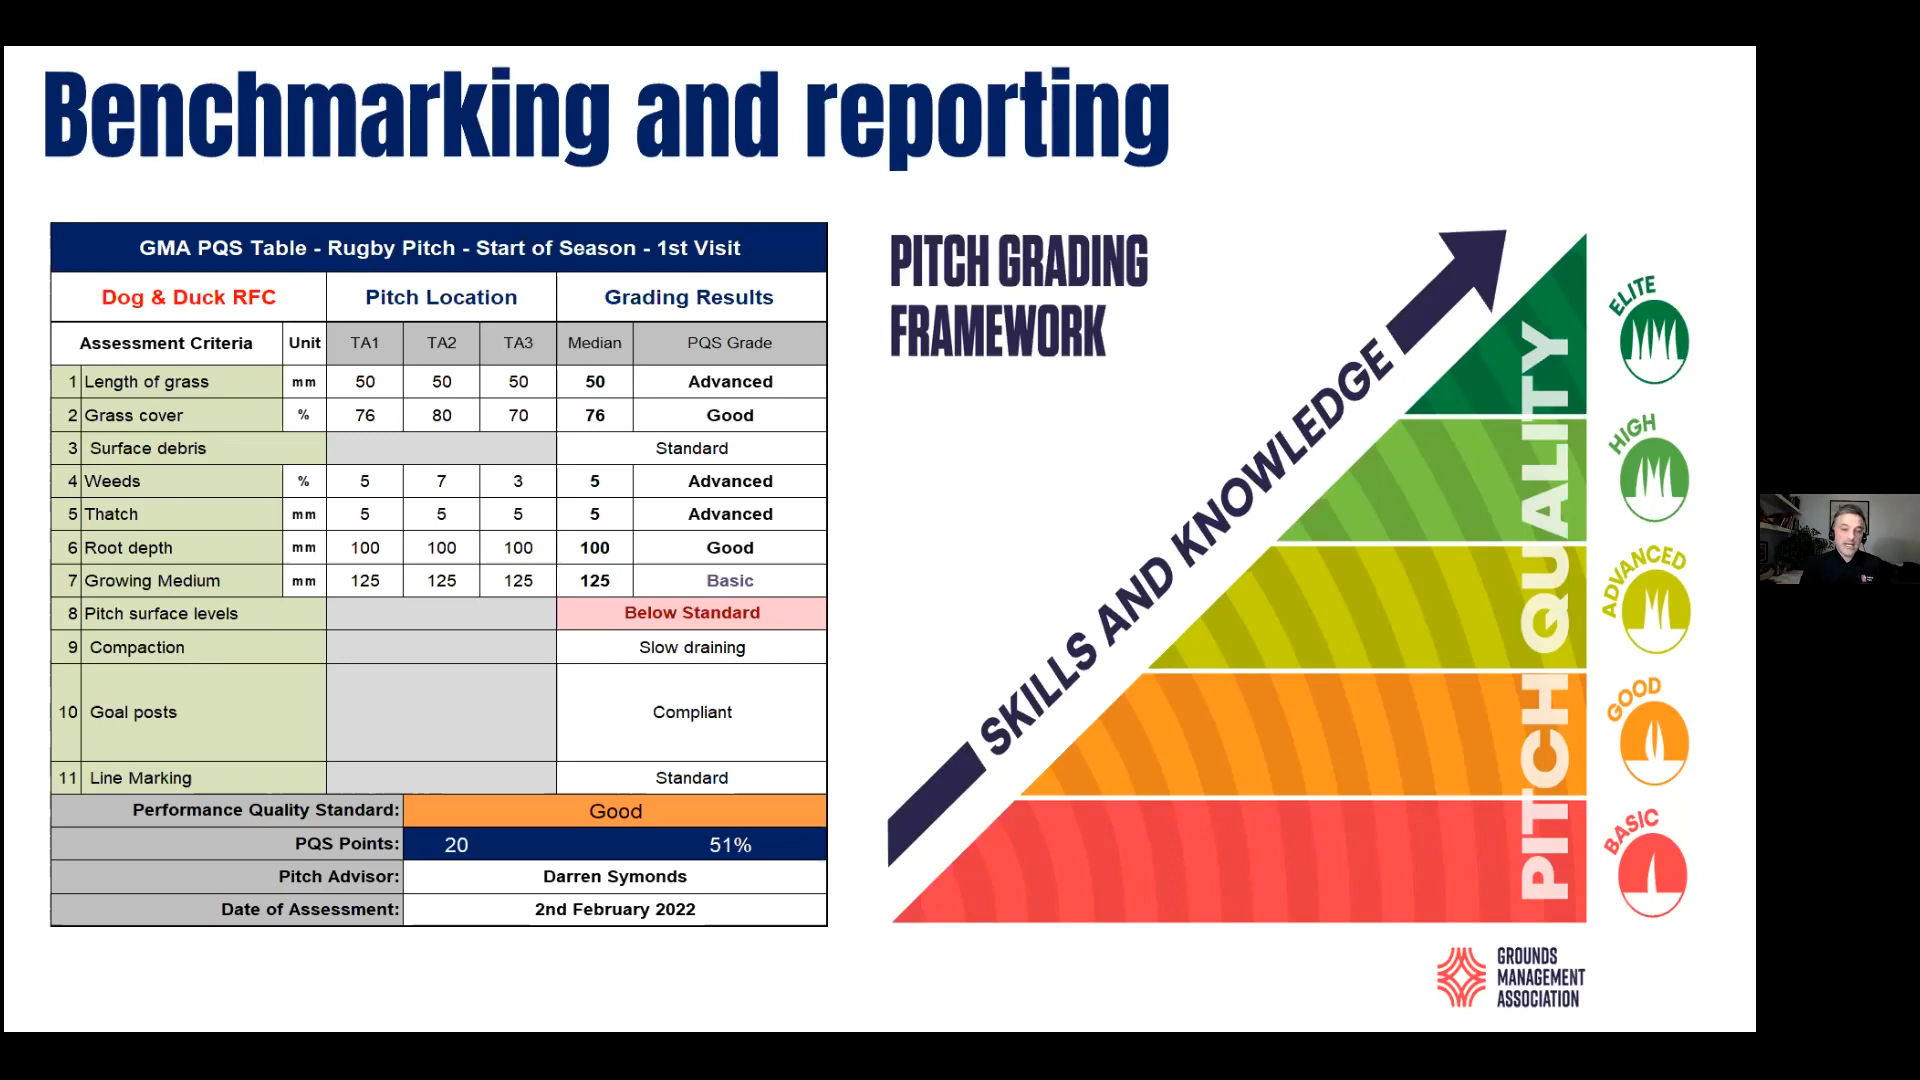 Benchmarking and reporting
GMA PQS Table - Rugby Pitch - Start of Season - 1st Visit
Dog & Duck RFC Pitch Location Grading Results
Assessment Criteria Unit TA1 TA2 TA3 Median PQS Grade
1 Length of grass mm 50 50 50 50 Advanced
2 Grass cover % 76 80 70 76 Good
3 Surface debris Standard
4 Weeds % 5 7 3 5 Advanced
5 Thatch mm 5 5 5 5 Advanced
6 Root depth mm 100 100 100 100 Good
7 Growing Medium mm 125 125 125 125 Basic
8 Pitch surface levels Below Standard
9 Compaction Slow draining
10 Goal posts Compliant
11 Line Marking Standard
Performance Quality Standard: Good
PQS Points: 20 51%
Pitch Advisor: Darren Symonds
Date of Assessment: 2nd February 2022
PITCH GRADING
FRAMEWORK
SKILLS AND KNOWLEDGE
PITCH QUALITY
ELITE
HIGH
ADVANCED
GOOD
BASIC
GROUNDS
MANAGEMENT
ASSOCIATION